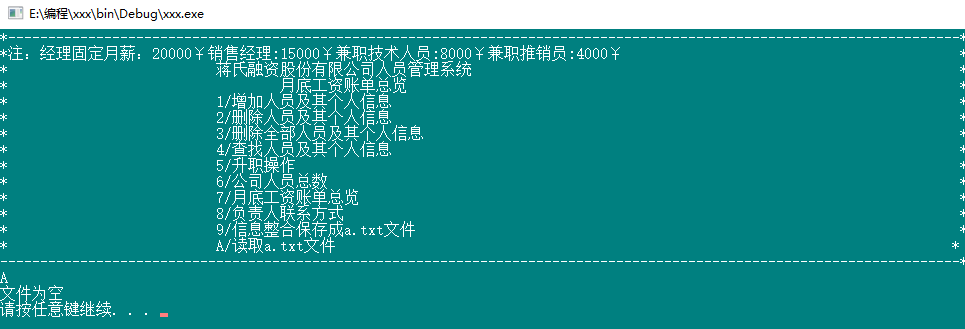 E:\编程\xxx\bin\Debug\xxx.exe
*------------------------------------------------------------------------------------------------------------------------*
*注：经理固定月薪：20000￥销售经理:15000￥兼职技术人员:8000￥兼职推销员:4000￥ *
* 蒋氏融资股份有限公司人员管理系统 *
* 月底工资账单总览 *
* 1/增加人员及其个人信息 *
* 2/删除人员及其个人信息 *
* 3/删除全部人员及其个人信息 *
* 4/查找人员及其个人信息 *
* 5/升职操作 *
* 6/公司人员总数 *
* 7/月底工资账单总览 *
* 8/负责人联系方式 *
* 9/信息整合保存成a.txt文件 *
* A/读取a.txt文件 *
------------------------------------------------------------------------------------------------------------------------*
A
文件为空
请按任意键继续. . .